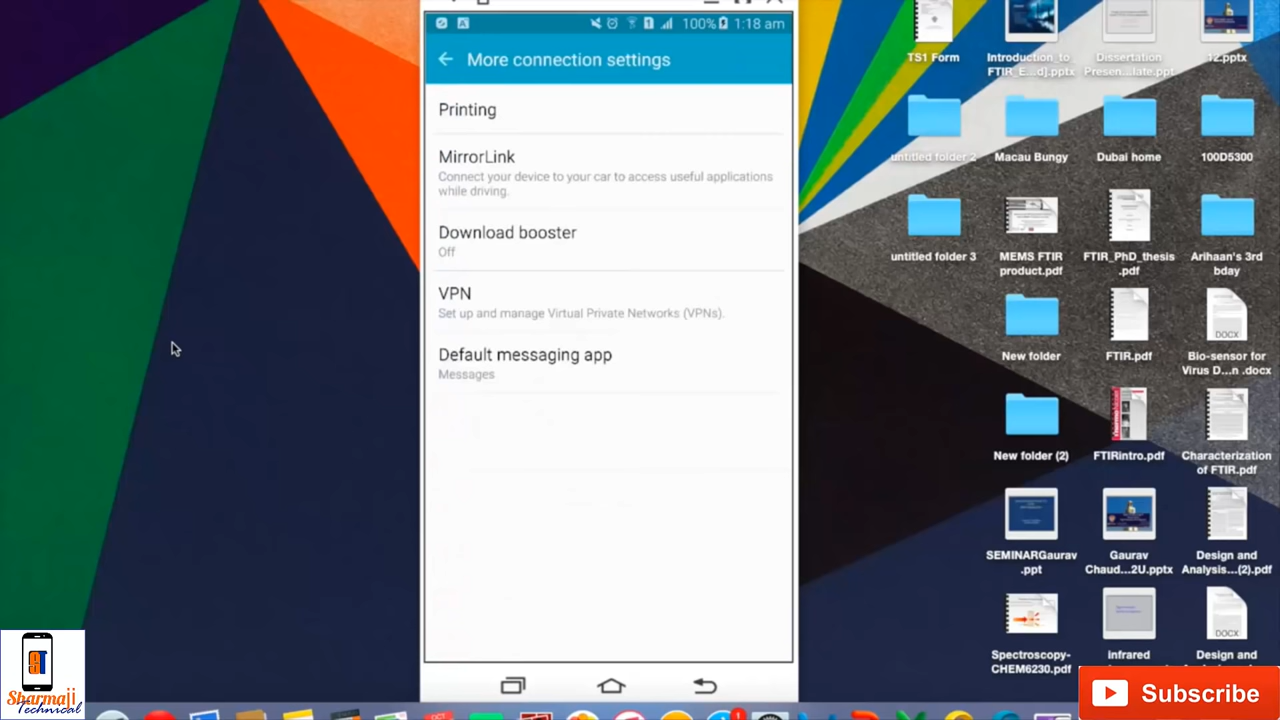 100% 1:18 am
More connection settings
Printing
MirrorLink
Connect your device to your car to access useful applications
while driving.
Download booster
Off
VPN
Set up and manage Virtual Private Networks (VPNs).
Default messaging app
Messages
TS1 Form
Introduction_to
FTIR_E...d].pptx
Dissertation
Presen...late.ppt
12.pptx
untitled folder 2
Macau Bungy
Dubai home
100D5300
untitled folder 3
MEMS FTIR
product.pdf
FTIR_PhD_thesis
.pdf
Arihaan's 3rd
bday
New folder
FTIR.pdf
DOCX
Bio-sensor for
Virus D...n .docx
New folder (2)
FTIRintro.pdf
Characterization
of FTIR.pdf
SEMINARGaurav
.ppt
Gaurav
Chaud...2U.pptx
Design and
Analysis...(2).pdf
Spectroscopy-
CHEM6230.pdf
infrared
DOCX
Design and
Sharmaji
Technical
Subscribe